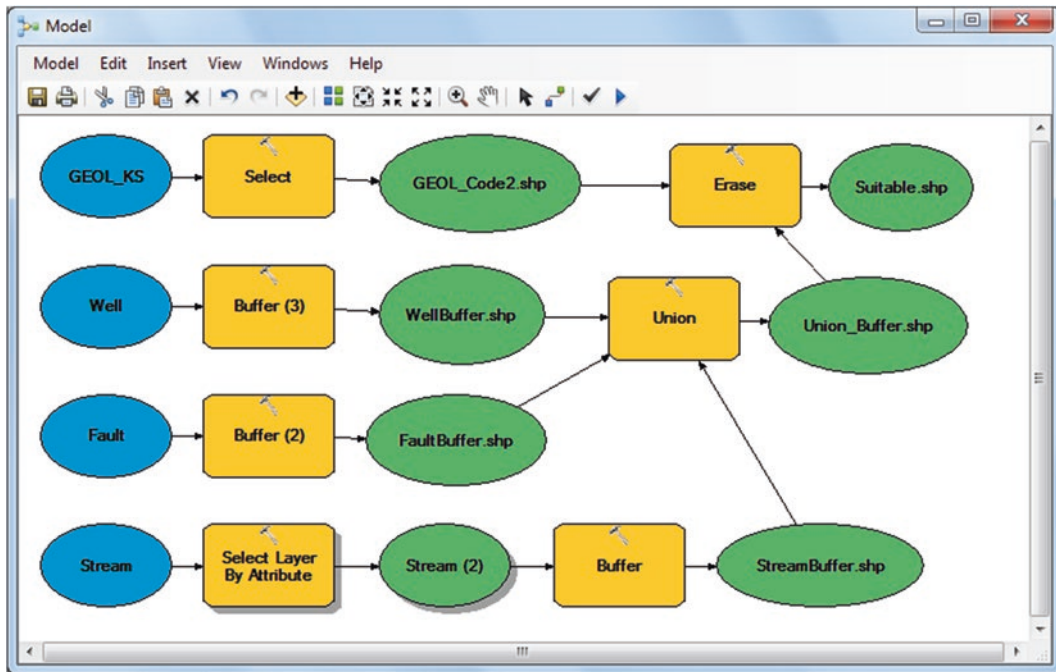 Model
Model Edit Insert View Windows Help
GEOL_KS
Select
GEOL_Code2.shp
Erase
Suitable.shp
Well
Buffer (3)
WellBuffer.shp
Union
Union_Buffer.shp
Fault
Buffer (2)
FaultBuffer.shp
Stream
Select Layer
By Attribute
Stream (2)
Buffer
StreamBuffer.shp